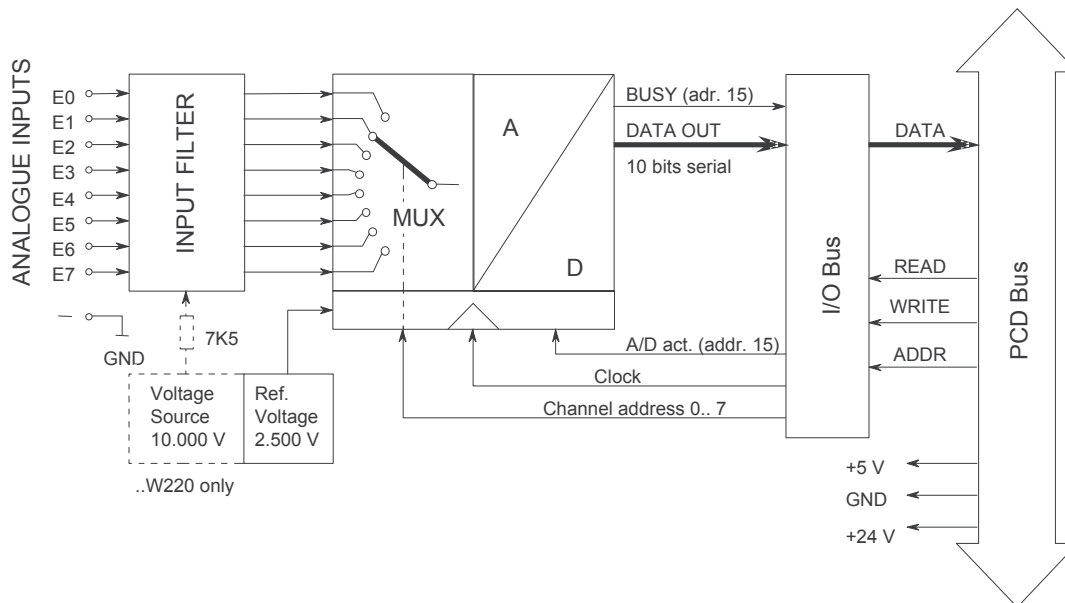 ANALOGUE INPUTS
E0
E1
E2
E3
E4
E5
E6
E7
GND
INPUT FILTER
7K5
Voltage
Source
10.000 V
Ref.
Voltage
2.500 V
..W220 only
MUX
A
D
BUSY (adr. 15)
DATA OUT
10 bits serial
A/D act. (addr. 15)
Clock
Channel address 0.. 7
I/O Bus
DATA
READ
WRITE
ADDR
+5 V
GND
+24 V
PCD Bus